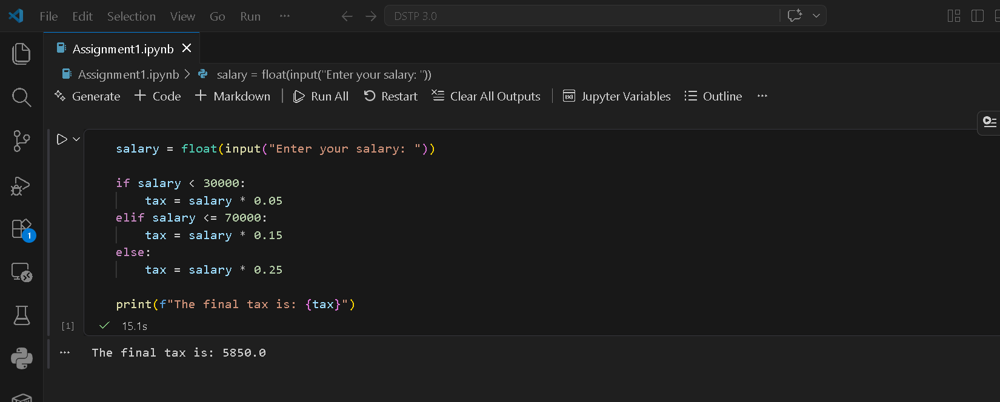 File Edit Selection View Go Run ···
DSTP 3.0
Assignment1.ipynb
Assignment1.ipynb > salary = float(input("Enter your salary: "))
Generate + Code + Markdown | Run All Restart Clear All Outputs | Jupyter Variables Outline ···
salary = float(input("Enter your salary: "))
if salary < 30000:
tax = salary * 0.05
elif salary <= 70000:
tax = salary * 0.15
else:
tax = salary * 0.25
print(f"The final tax is: {tax}")
[1] 15.1s
··· The final tax is: 5850.0
1